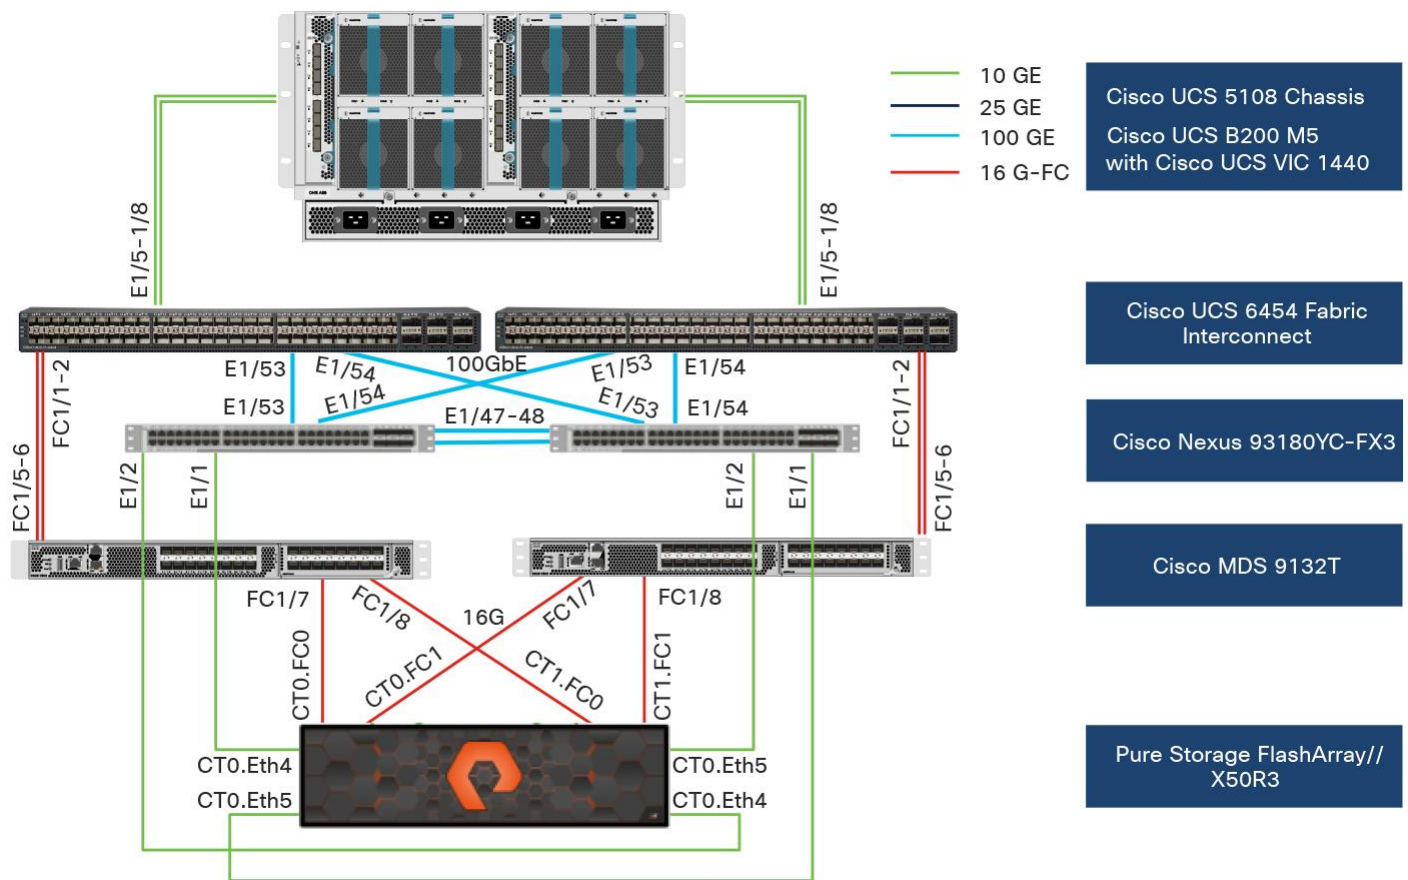 10 GE
25 GE
100 GE
16 G-FC
Cisco UCS 5108 Chassis
Cisco UCS B200 M5
with Cisco UCS VIC 1440
E1/5-1/8
E1/5-1/8
Cisco UCS 6454 Fabric
Interconnect
FC1/1-2
E1/53
E1/54
100GbE
E1/53
E1/54
FC1/1-2
E1/53
E1/54
E1/47-48
E1/53
E1/54
Cisco Nexus 93180YC-FX3
FC1/5-6
E1/2
E1/1
E1/2
E1/1
FC1/5-6
Cisco MDS 9132T
FC1/7
FC1/8
16G
FC1/7
FC1/8
CT0.FC0
CT0.FC1
CT1.FC0
CT1.FC1
CT0.Eth4
CT0.Eth5
CT0.Eth5
CT0.Eth4
Pure Storage FlashArray//
X50R3